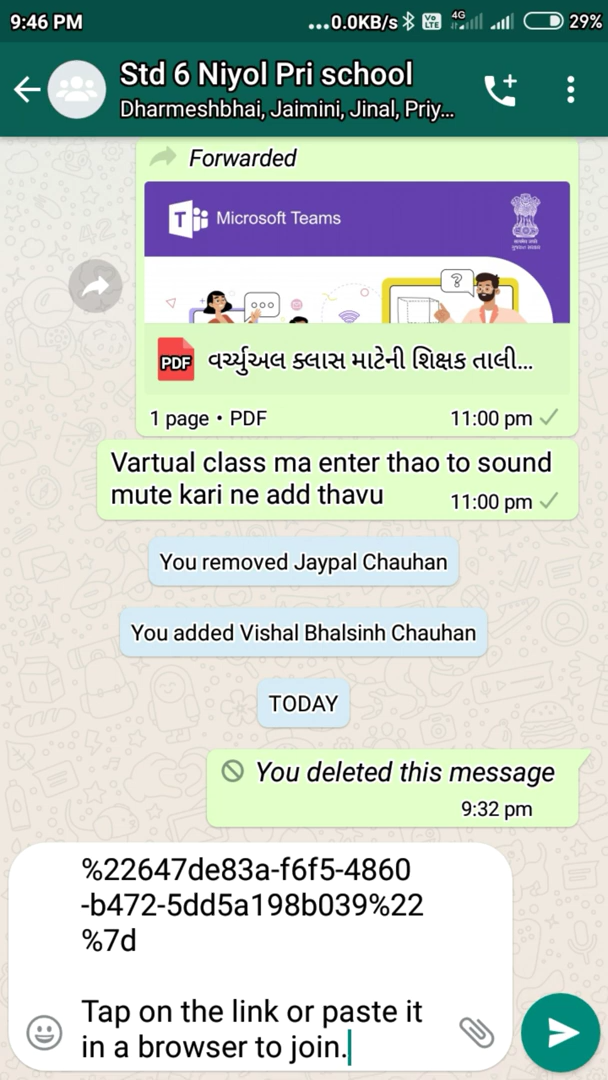 9:46 PM
...0.0KB/s
Vo
LTE
4G
29%
Std 6 Niyol Pri school
Dharmeshbhai, Jaimini, Jinal, Priy...
Forwarded
Microsoft Teams
?
PDF
વર્ચ્યુઅલ ક્લાસ માટેની શિક્ષક તાલી...
1 page • PDF
11:00 pm
Vartual class ma enter thao to sound
mute kari ne add thavu
11:00 pm
You removed Jaypal Chauhan
You added Vishal Bhalsinh Chauhan
TODAY
You deleted this message
9:32 pm
%22647de83a-f6f5-4860
-b472-5dd5a198b039%22
%7d
Tap on the link or paste it
in a browser to join.